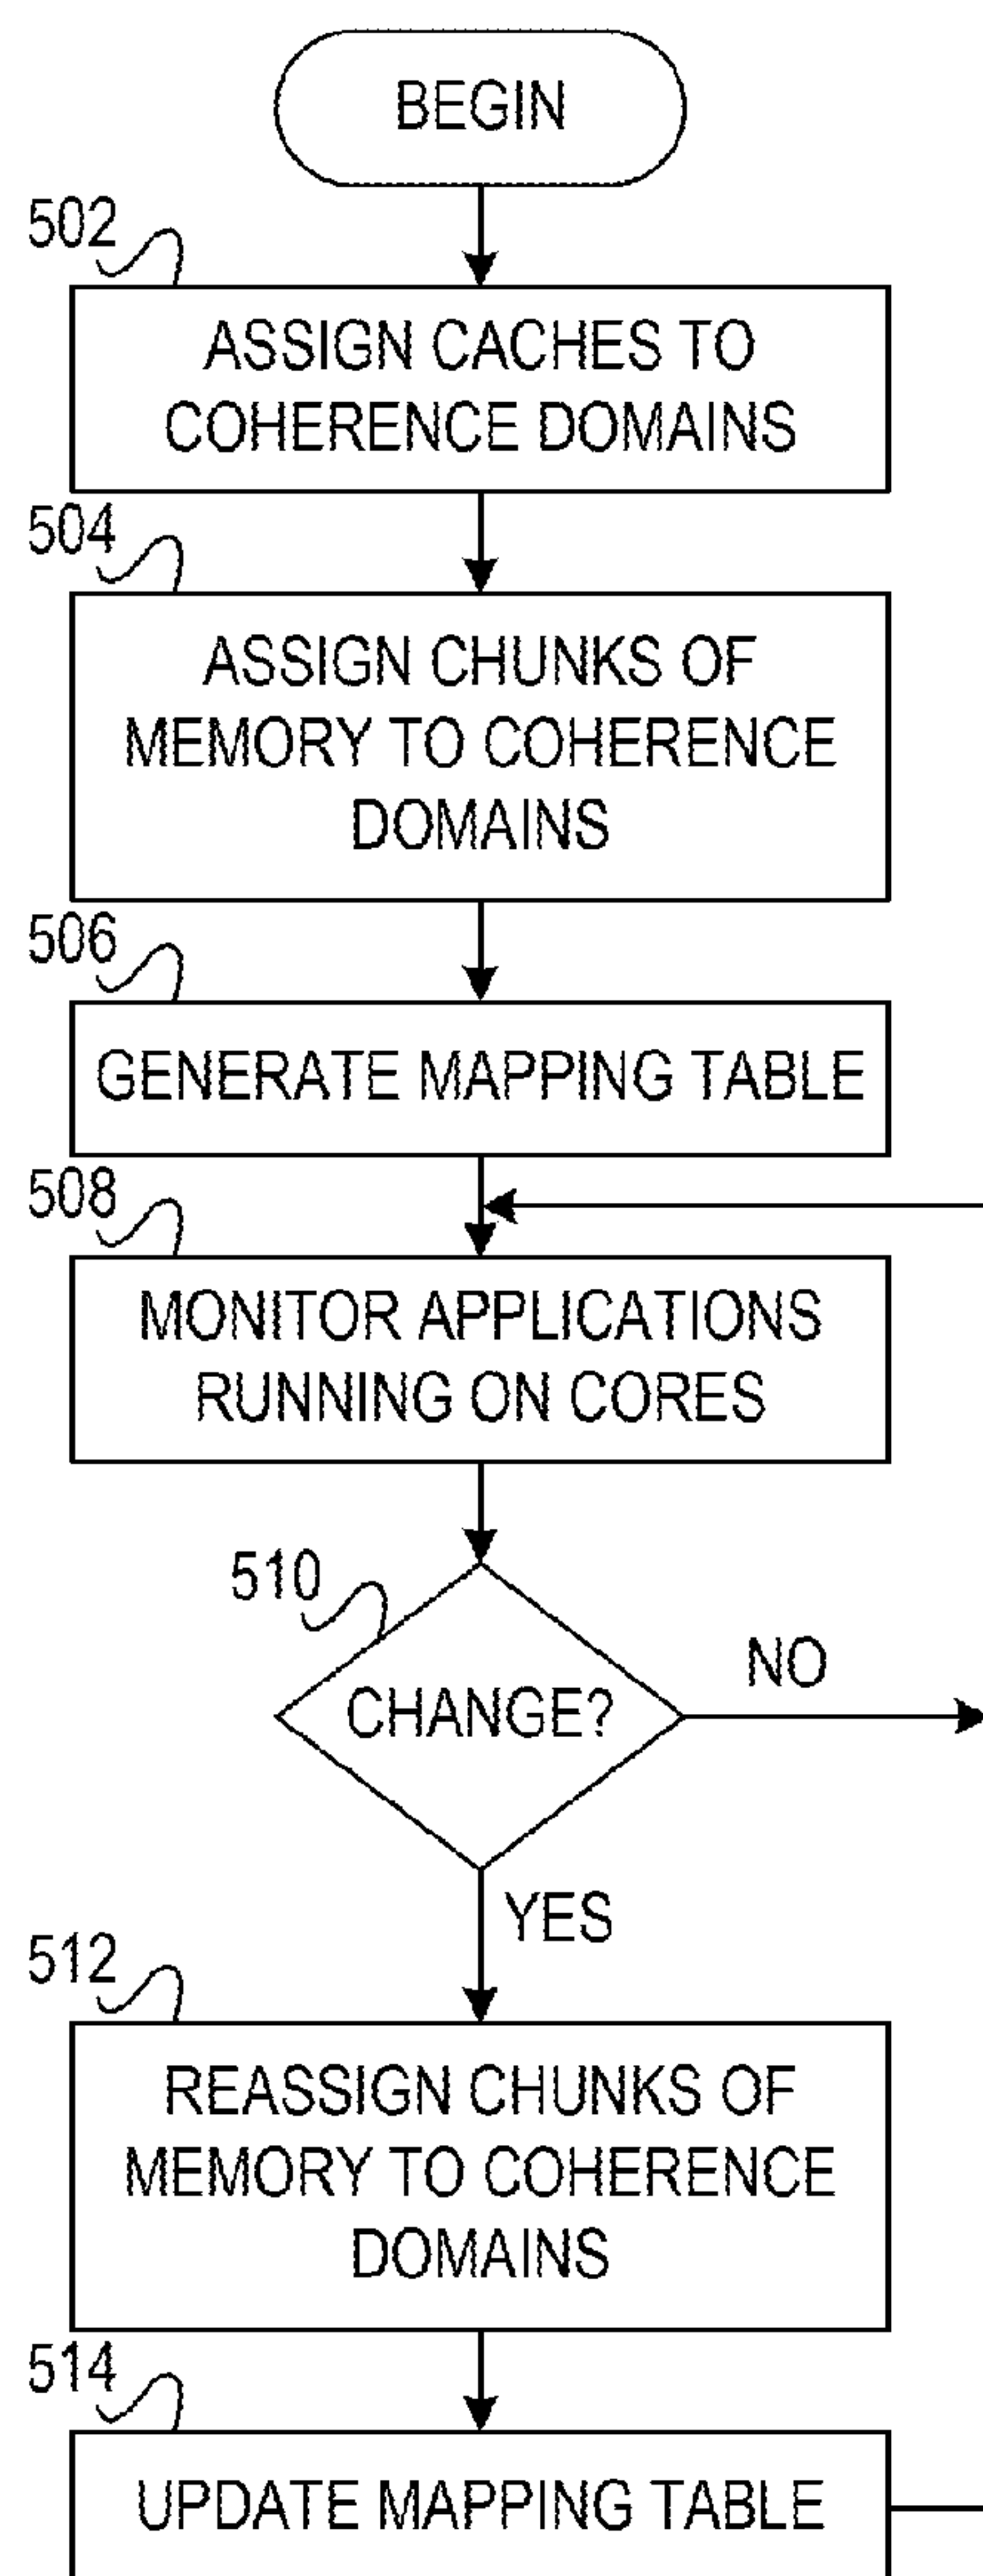 BEGIN
502
ASSIGN CACHES TO
COHERENCE DOMAINS
504
ASSIGN CHUNKS OF
MEMORY TO COHERENCE
DOMAINS
506
GENERATE MAPPING TABLE
508
MONITOR APPLICATIONS
RUNNING ON CORES
510
CHANGE?
NO
YES
512
REASSIGN CHUNKS OF
MEMORY TO COHERENCE
DOMAINS
514
UPDATE MAPPING TABLE